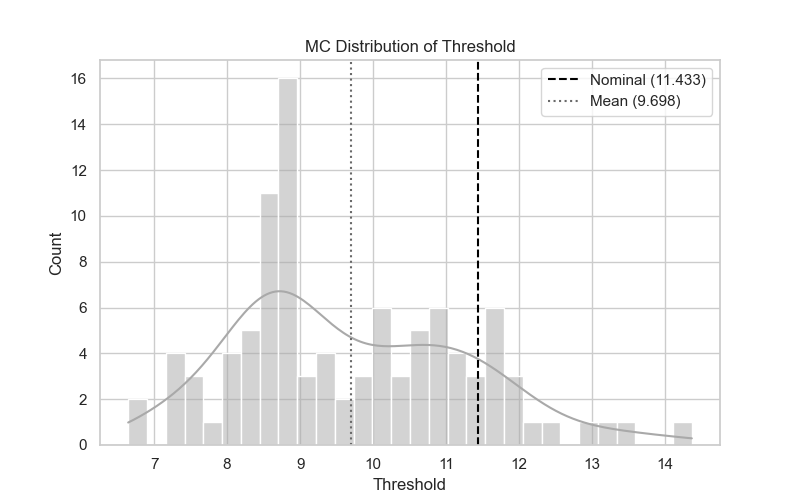 MC Distribution of Threshold
Nominal (11.433)
Mean (9.698)
16
14
12
10
8
6
4
2
0
Count
7 8 9 10 11 12 13 14
Threshold